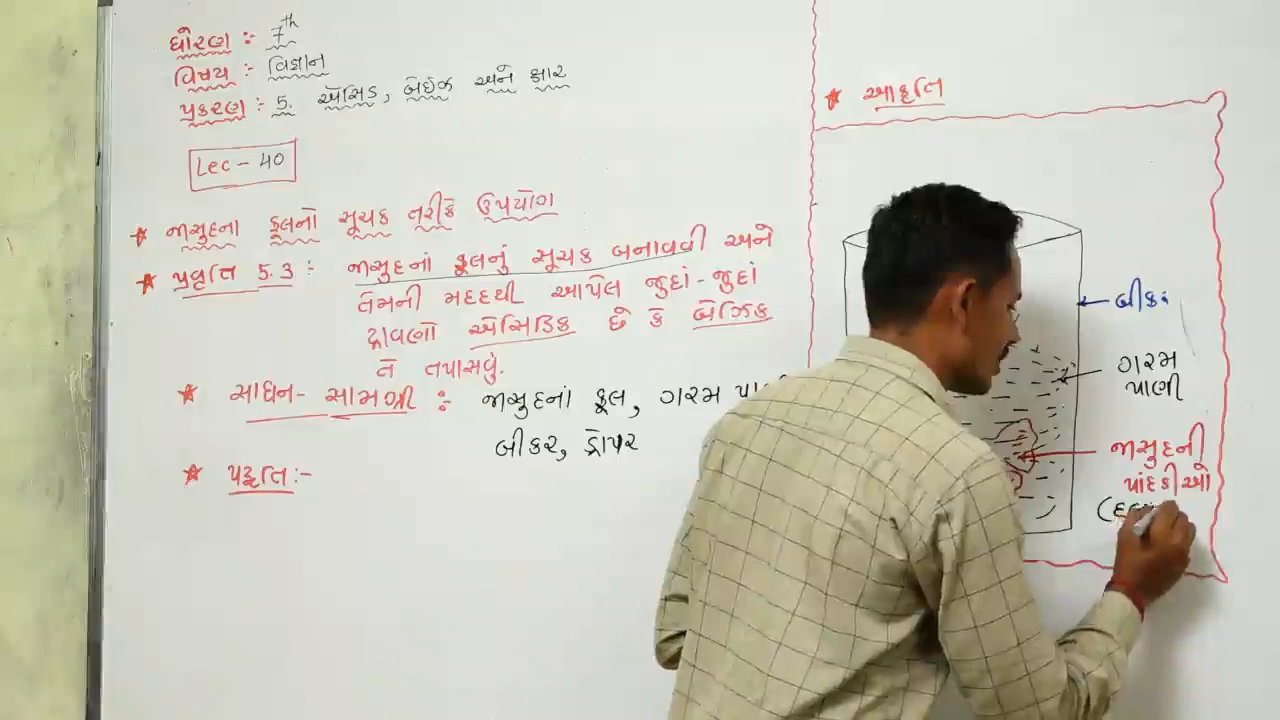 ધોરણ :- 7th
વિષય :- વિજ્ઞાન
પ્રકરણ :- 5. એસિડ, બેઇઝ અને ક્ષાર
Lec - 40
★ જાસુદના ફૂલનો સૂચક તરીકે ઉપયોગ
★ પ્રવૃત્તિ 5.3 :- જાસુદનાં ફૂલનું સૂચક બનાવવી અને
તેમની મદદથી આપેલ જુદાં-જુદાં
દ્રાવણો એસિડિક છે કે બેઝિક
તે તપાસવું.
★ સાધન-સામગ્રી :- જાસુદનાં ફૂલ, ગરમ
બીકર, ડ્રોપર
★ પદ્ધતિ :-
★ આકૃતિ
બીકર
ગરમ
પાણી
જાસુદની
પાંદડીઓ